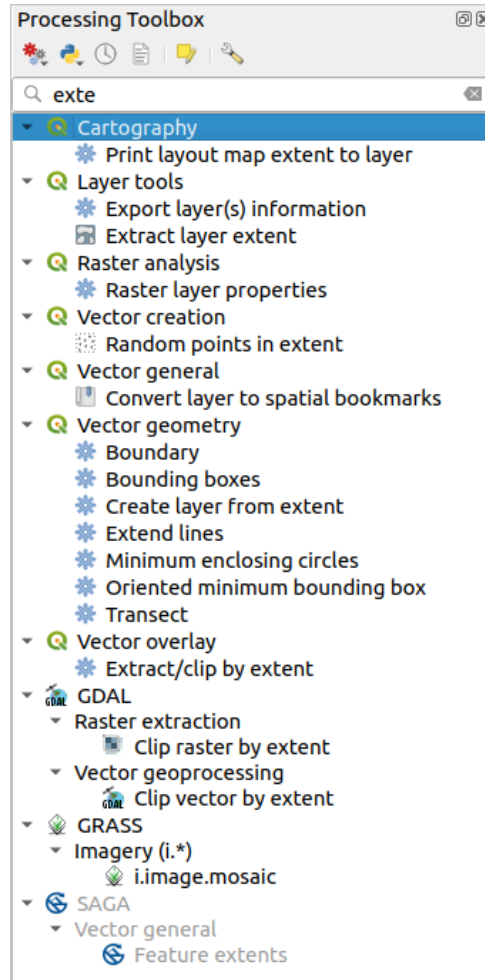 Processing Toolbox
exte
Cartography
Print layout map extent to layer
Layer tools
Export layer(s) information
Extract layer extent
Raster analysis
Raster layer properties
Vector creation
Random points in extent
Vector general
Convert layer to spatial bookmarks
Vector geometry
Boundary
Bounding boxes
Create layer from extent
Extend lines
Minimum enclosing circles
Oriented minimum bounding box
Transect
Vector overlay
Extract/clip by extent
GDAL
Raster extraction
Clip raster by extent
Vector geoprocessing
GDAL Clip vector by extent
GRASS
Imagery (i.*)
i.image.mosaic
SAGA
Vector general
Feature extents